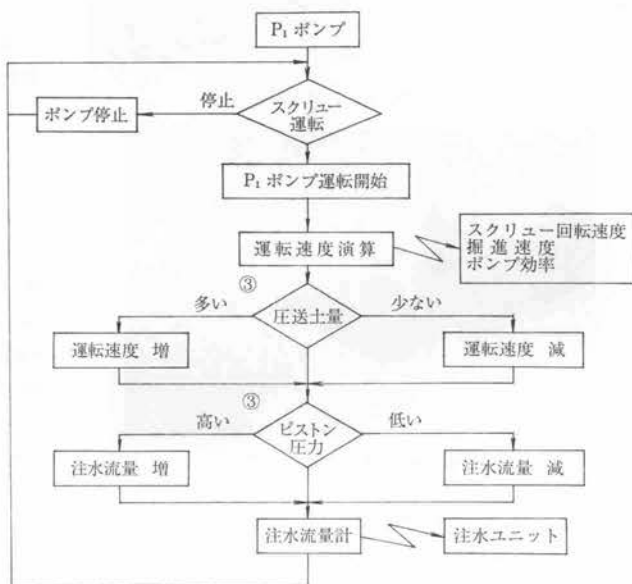 P₁ポンプ
停止
スクリュー
運転
ポンプ停止
P₁ポンプ運転開始
運転速度演算
スクリュー回転速度
掘進速度
ポンプ効率
③
多い
圧送土量
少ない
運転速度 増
運転速度 減
③
高い
ピストン
圧力
低い
注水流量 増
注水流量 減
注水流量計
注水ユニット